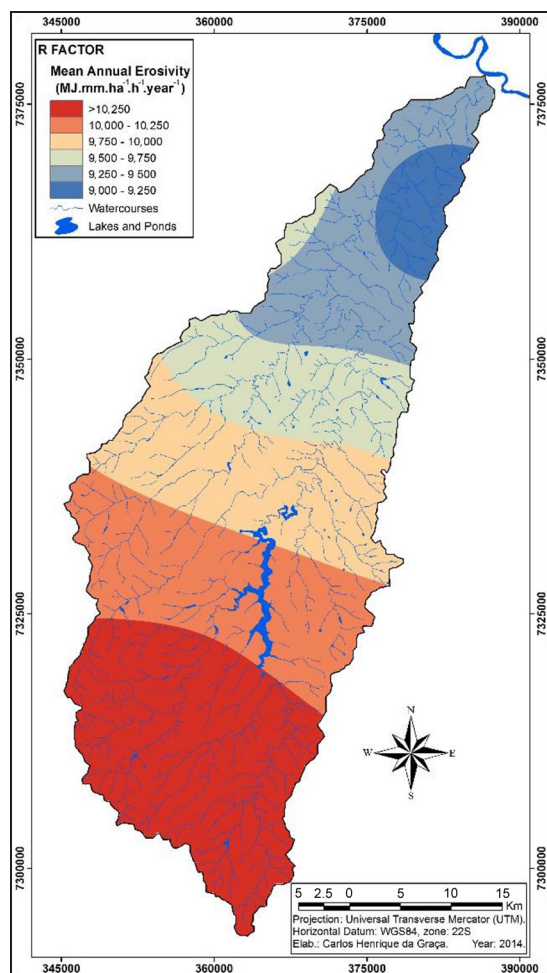 345000 360000 375000 390000
R FACTOR
Mean Annual Erosivity
(MJ.mm.ha⁻¹.h⁻¹.year⁻¹)
>10,250
10,000 - 10,250
9,750 - 10,000
9,500 - 9,750
9,250 - 9,500
9,000 - 9,250
Watercourses
Lakes and Ponds
7375000 7375000
7350000 7350000
7325000 7325000
N
W E
S
7300000 7300000
5 2.5 0 5 10 15
Km
Projection: Universal Transverse Mercator (UTM).
Horizontal Datum: WGS84, zone: 22S
Elab.: Carlos Henrique da Graça. Year: 2014.
345000 360000 375000 390000